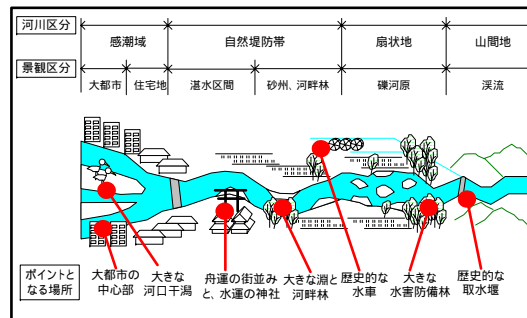 河川区分
感潮域
自然堤防帯
扇状地
山間地
景観区分
大都市
住宅地
湛水区間
砂州、河畔林
礫河原
渓流
ポイントと
なる場所
大都市の
中心部
大きな
河口干潟
舟運の街並み
と、水運の神社
大きな淵と
河畔林
歴史的な
水車
大きな
水害防備林
歴史的な
取水堰